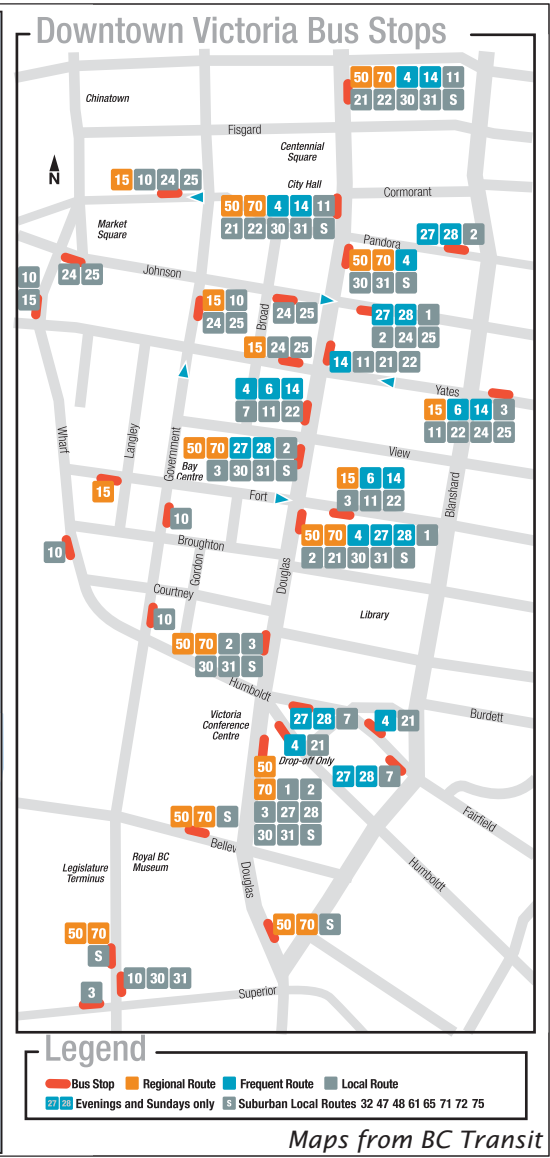 Downtown Victoria Bus Stops
50 70 4 14 11
21 22 30 31 S
Chinatown
Fisgard
Centennial
Square
N
15 10 24 25
City Hall
Cormorant
50 70 4 14 11
21 22 30 31 S
Market
Square
27 28 2
Pandora
50 70 4
30 31 S
10
15
24 25
Johnson
15 10
24 25
Broad
24 25
27 28 1
2 24 25
15 24 25
14 11 21 22
4 6 14
7 11 22
Yates
15 6 14 3
11 22 24 25
Wharf
Langley
Government
50 70 27 28 2
3 30 31 S
Bay
Centre
View
15 6 14
3 11 22
Blanshard
15
Fort
10
50 70 4 27 28 1
2 21 30 31 S
10
Broughton
Gordon
Douglas
Courtney
10
Library
50 70 2 3
30 31 S
Humboldt
Victoria
Conference
Centre
27 28 7
4 21
Burdett
4 21
Drop-off Only
50
70 1 2
3 27 28
30 31 S
27 28 7
50 70 S
Fairfield
Bellev
Royal BC
Museum
Legislature
Terminus
Douglas
Humboldt
50 70
S
50 70 S
10 30 31
3
Superior
Legend
Bus Stop Regional Route Frequent Route Local Route
27 28 Evenings and Sundays only S Suburban Local Routes 32 47 48 61 65 71 72 75
Maps from BC Transit